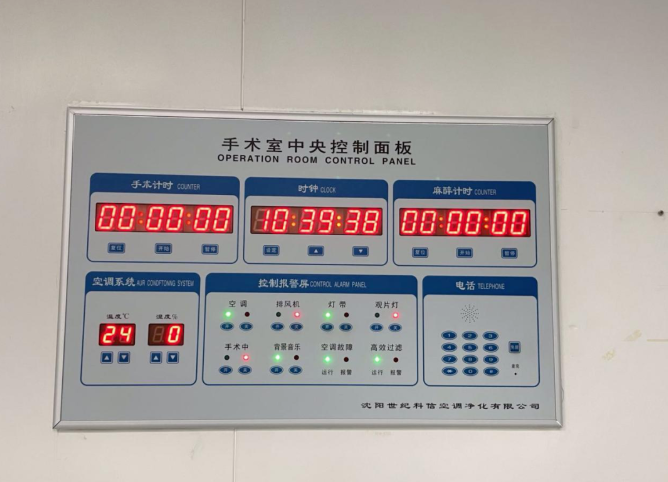 手术室中央控制面板
OPERATION ROOM CONTROL PANEL
手术计时 COUNTER
00:00:00
复位 开始 暂停
时钟 CLOCK
10:39:38
设置 ▲ ▼
麻醉计时 COUNTER
00:00:00
复位 开始 暂停
空调系统 AIR CONDFTONING SYSTEM
温度℃ 湿度%
24 0
▲ ▼ ▲ ▼
控制报警屏 CONTROL ALARM PANEL
空调 排风机 灯带 观片灯
手术中 背景音乐 空调故障 高效过滤
运行 报警 运行 报警
电话 TELEPHONE
沈阳世纪科信空调净化有限公司